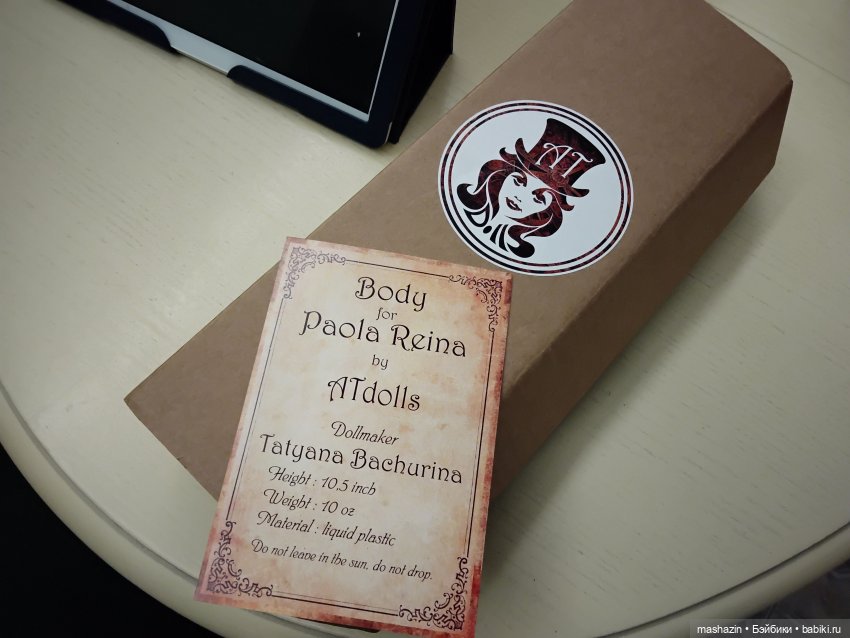 AT
Body
for
Paola Reina
by
ATdolls
Dollmaker
Tatyana Bachurina
Height : 10,5 inch
Weight : 10 oz
Material : liquid plastic
Do not leave in the sun, do not drop.
mashazin • Бэйбики • babiki.ru